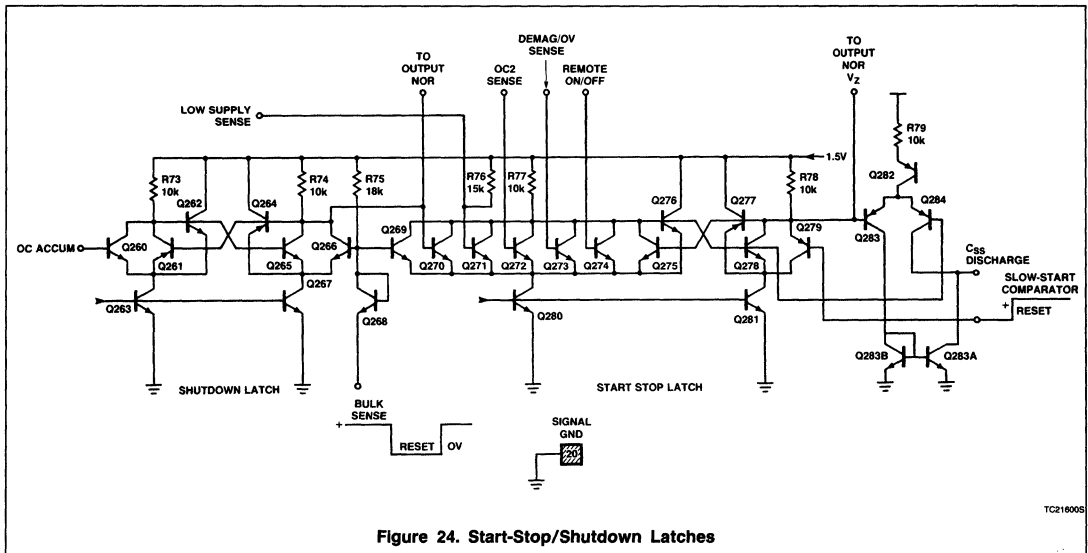 DEMAG/OV
SENSE
TO
OUTPUT
NOR
OC2
SENSE
REMOTE
ON/OFF
TO
OUTPUT
NOR
VZ
LOW SUPPLY
SENSE
R79
10k
1.5V
R73
10k
Q262
Q264
R74
10k
R75
18k
R76
15k
R77
10k
Q276
Q277
R78
10k
Q282
Q284
OC ACCUM
Q260
Q261
Q265
Q266
Q269
Q270
Q271
Q272
Q273
Q274
Q275
Q278
Q279
Q283
CSS
DISCHARGE
SLOW-START
COMPARATOR
+
RESET
Q263
Q267
Q268
Q280
Q281
Q283B
Q283A
SHUTDOWN LATCH
START STOP LATCH
BULK
SENSE
+
RESET
OV
SIGNAL
GND
20
TC21600S
Figure 24. Start-Stop/Shutdown Latches